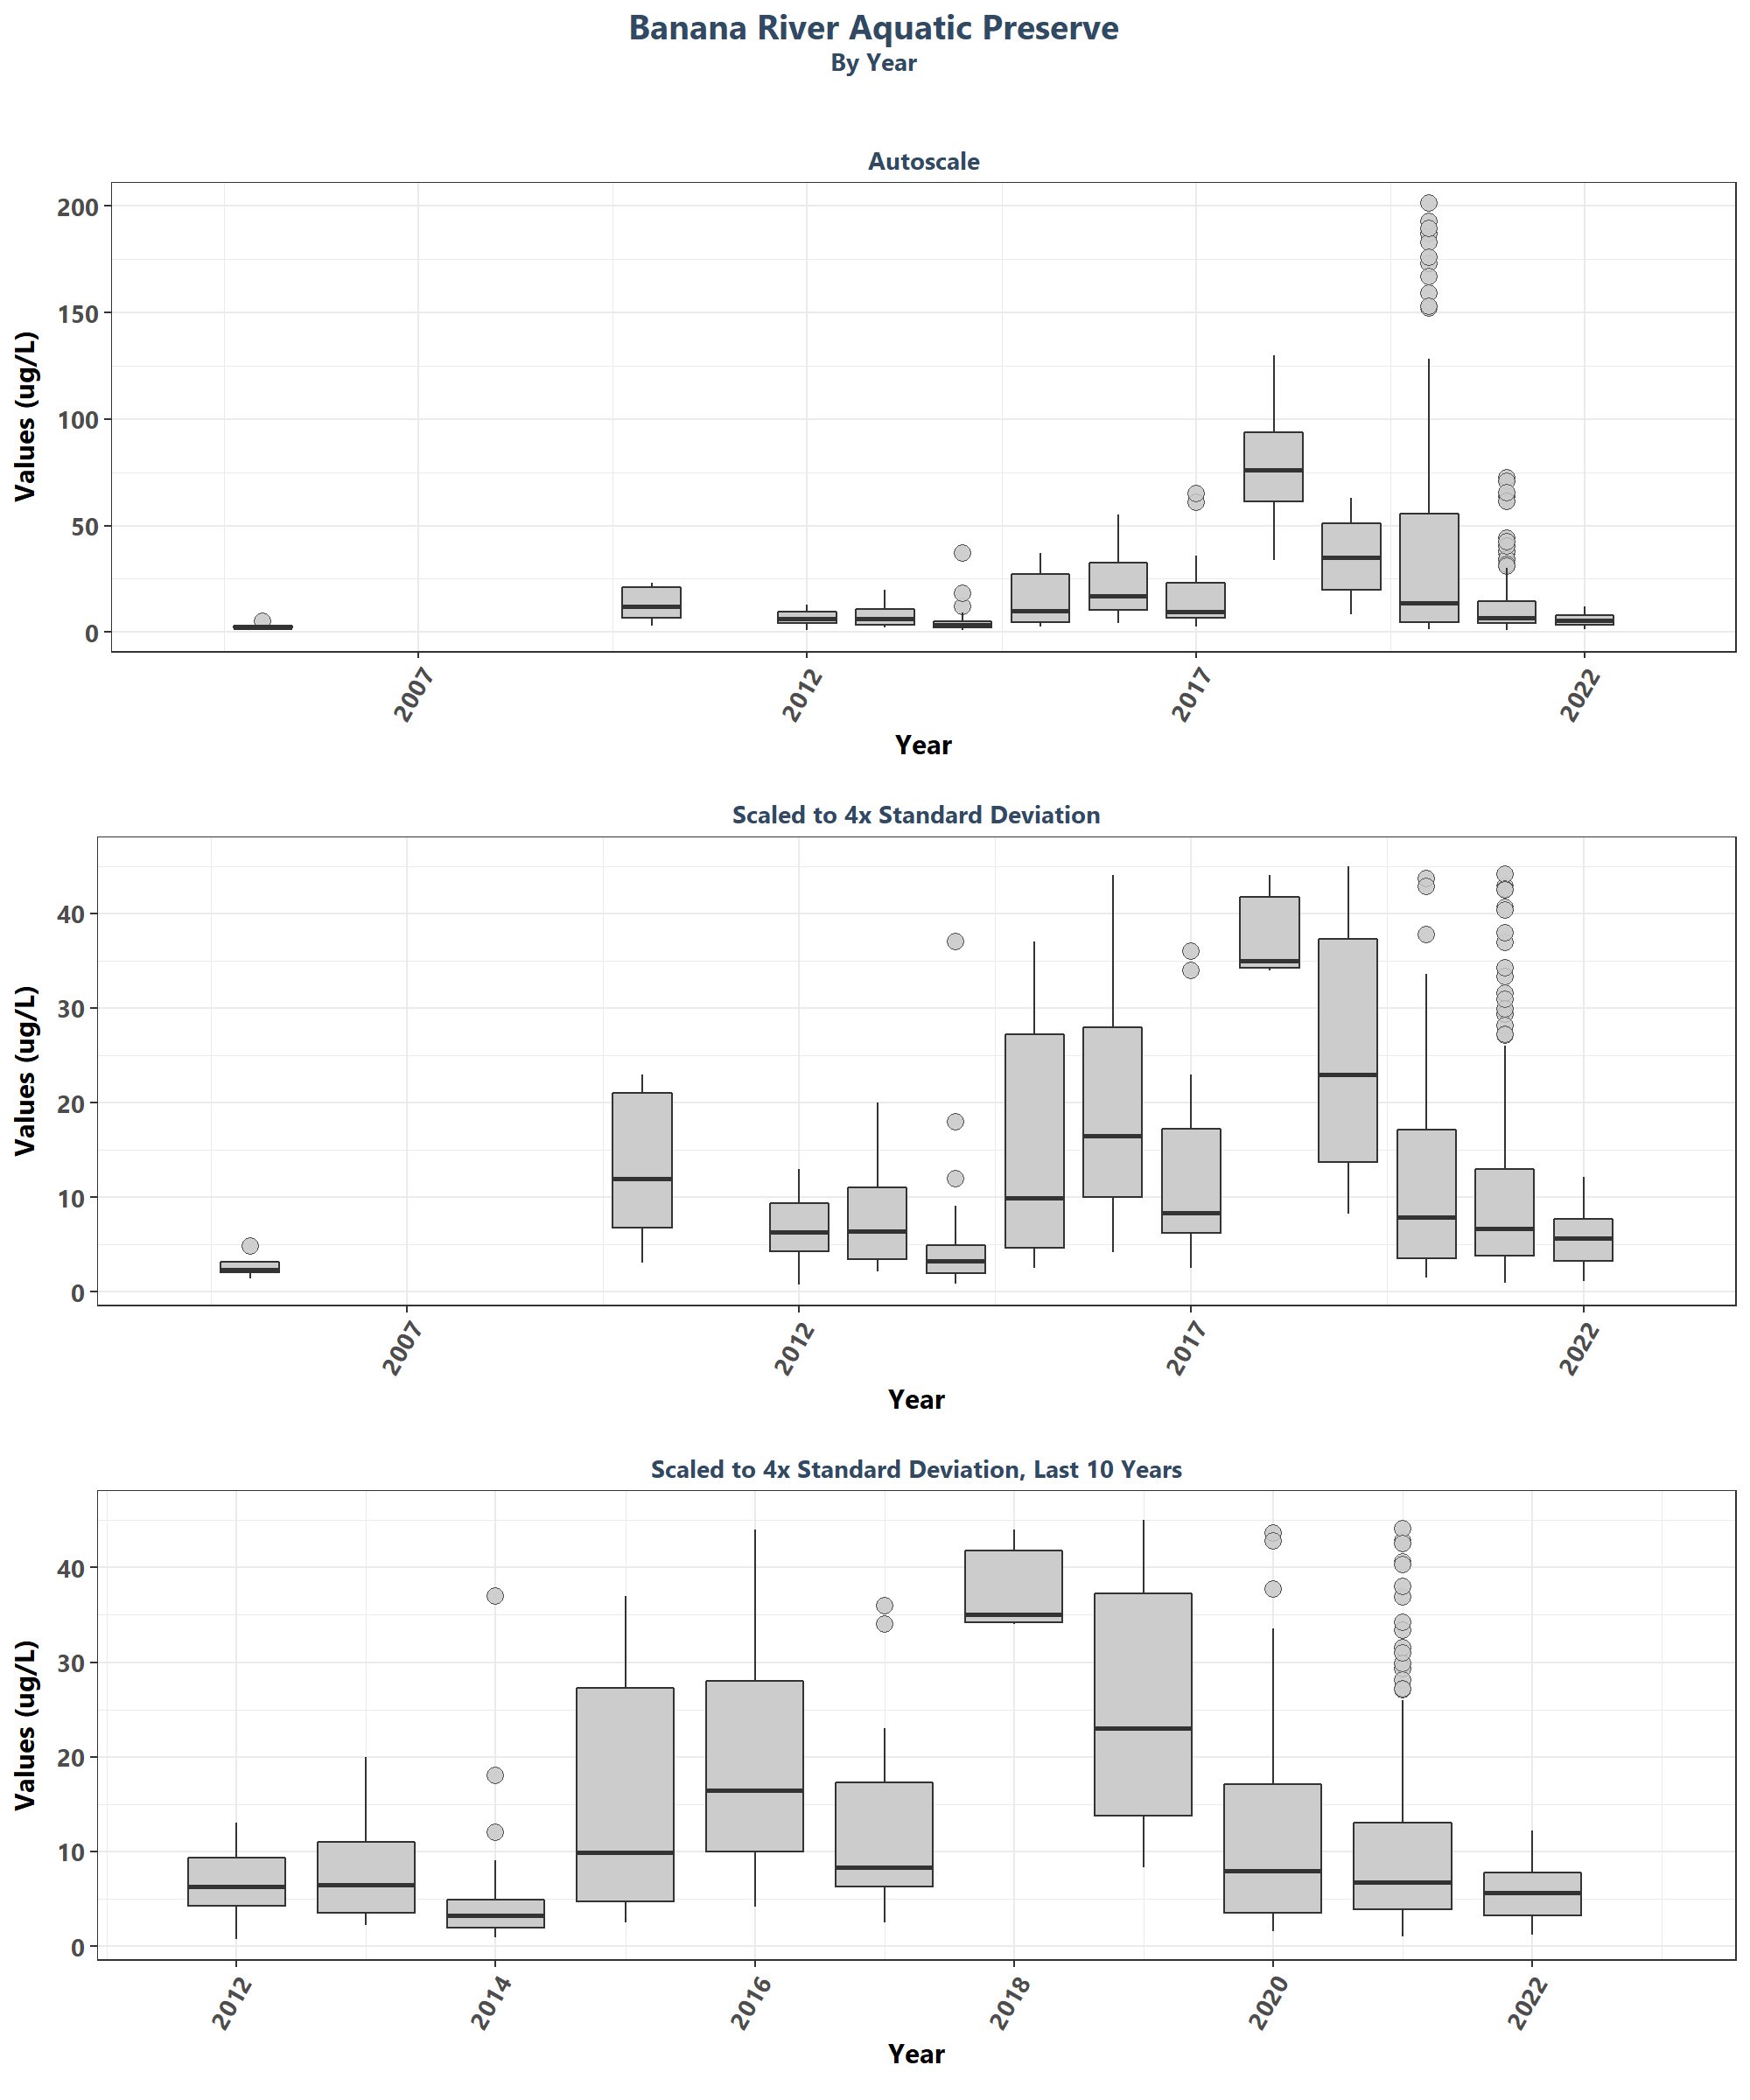 Banana River Aquatic Preserve
By Year
Autoscale
200
150
100
50
0
Values (ug/L)
2007
2012
2017
2022
Year
Scaled to 4x Standard Deviation
40
30
20
10
0
Values (ug/L)
2007
2012
2017
2022
Year
Scaled to 4x Standard Deviation, Last 10 Years
40
30
20
10
0
Values (ug/L)
2012
2014
2016
2018
2020
2022
Year